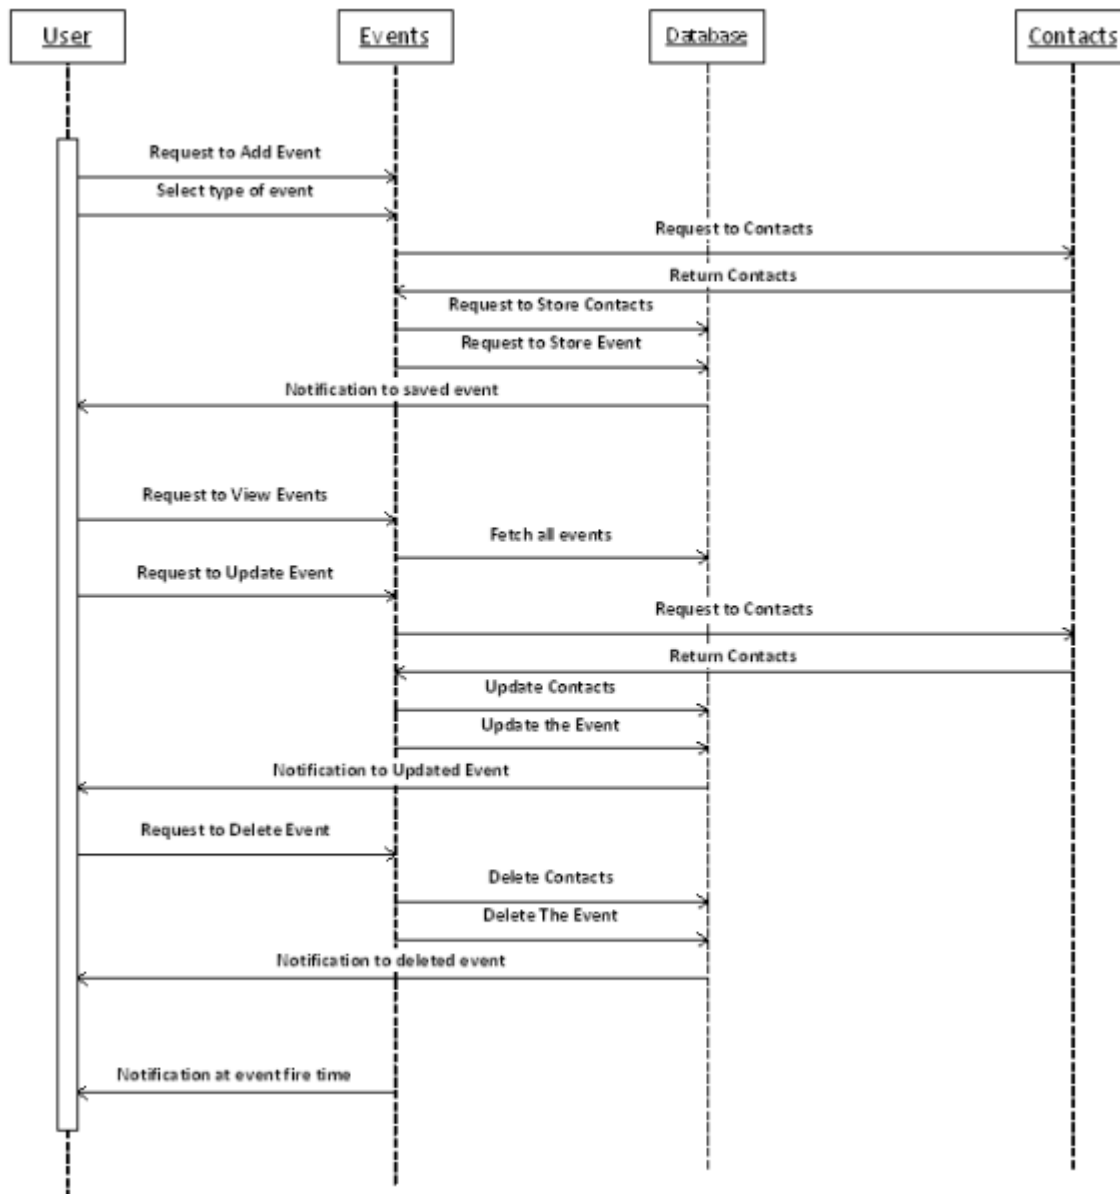 User
Events
Database
Contacts
Request to Add Event
Select type of event
Request to Contacts
Return Contacts
Request to Store Contacts
Request to Store Event
Notification to saved event
Request to View Events
Fetch all events
Request to Update Event
Request to Contacts
Return Contacts
Update Contacts
Update the Event
Notification to Updated Event
Request to Delete Event
Delete Contacts
Delete The Event
Notification to deleted event
Notification at event fire time